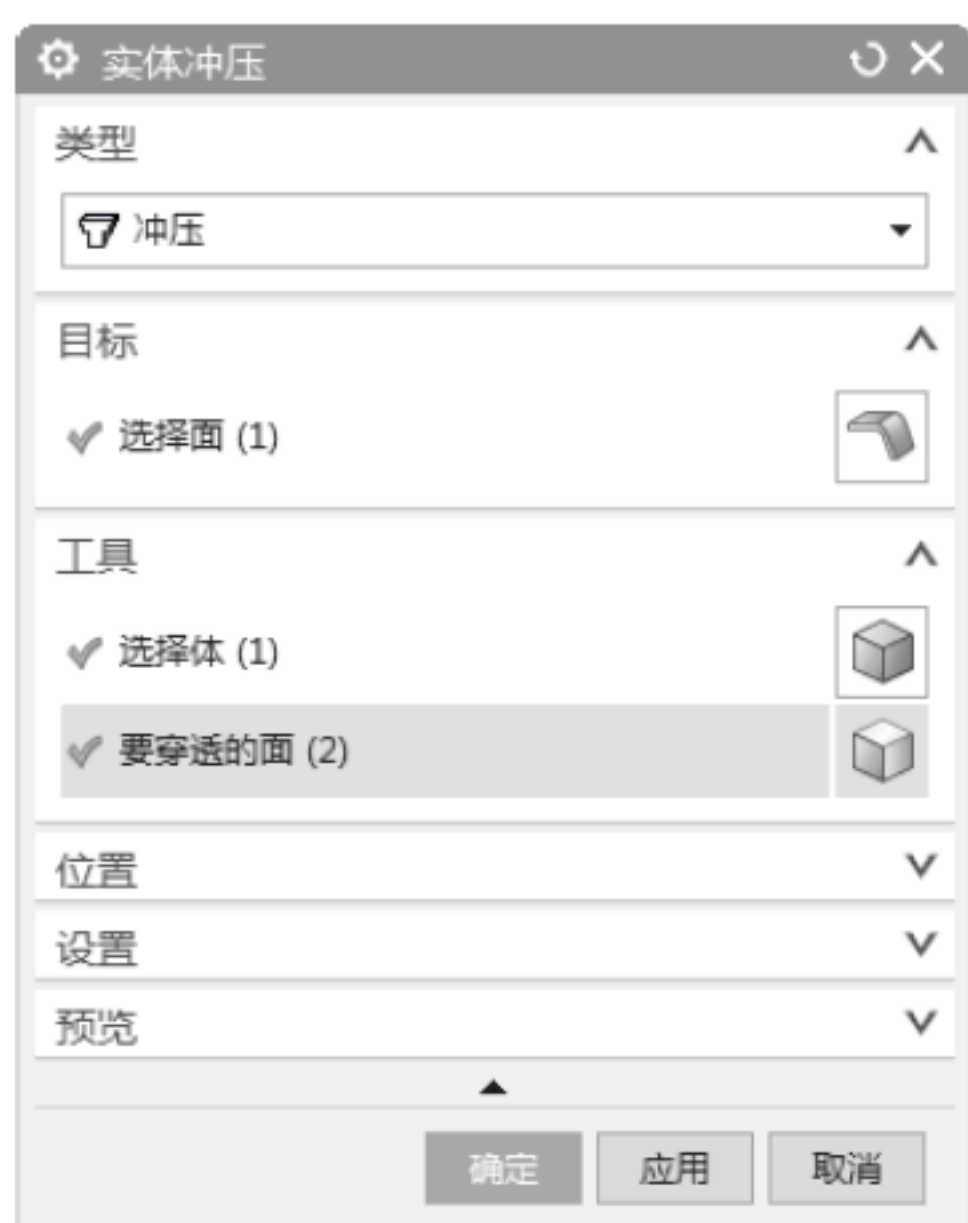 实体冲压
类型
冲压
目标
选择面 (1)
工具
选择体 (1)
要穿透的面 (2)
位置
设置
预览
确定 应用 取消